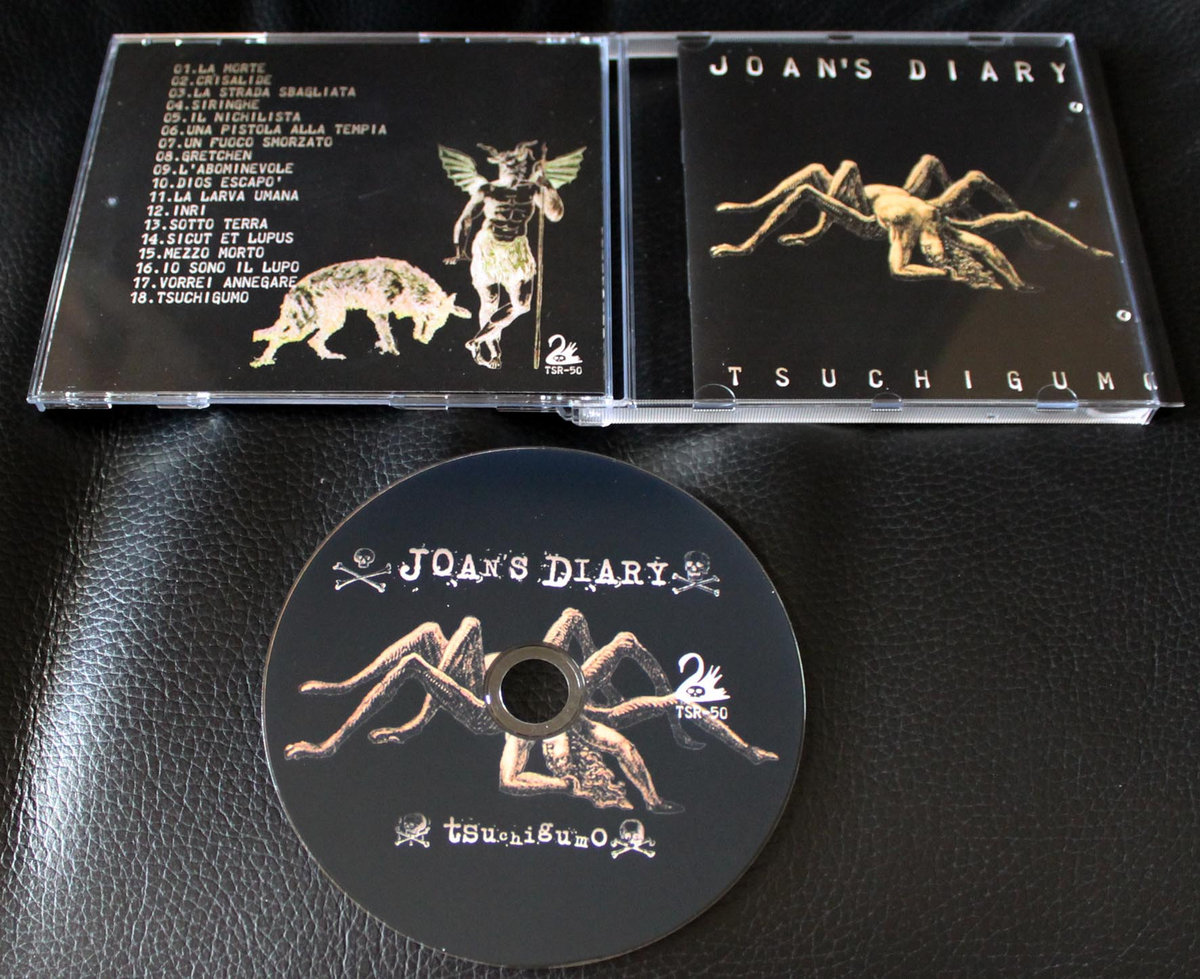 01.LA MORTE
02.CRISALIDE
03.LA STRADA SBAGLIATA
04.SIRINGHE
05.IL NICHILISTA
06.UNA PISTOLA ALLA TEMPIA
07.UN FUOCO SMORZATO
08.GRETCHEN
09.L'ABOMINEVOLE
10.DIOS ESCAPO'
11.LA LARVA UMANA
12.INRI
13.SOTTO TERRA
14.SICUT ET LUPUS
15.MEZZO MORTO
16.IO SONO IL LUPO
17.VORREI ANNEGARE
18.TSUCHIGUMO
TSR-50
JOAN'S DIARY
TSUCHIGUMO
JOAN'S DIARY
TSR-50
tsuchigumo